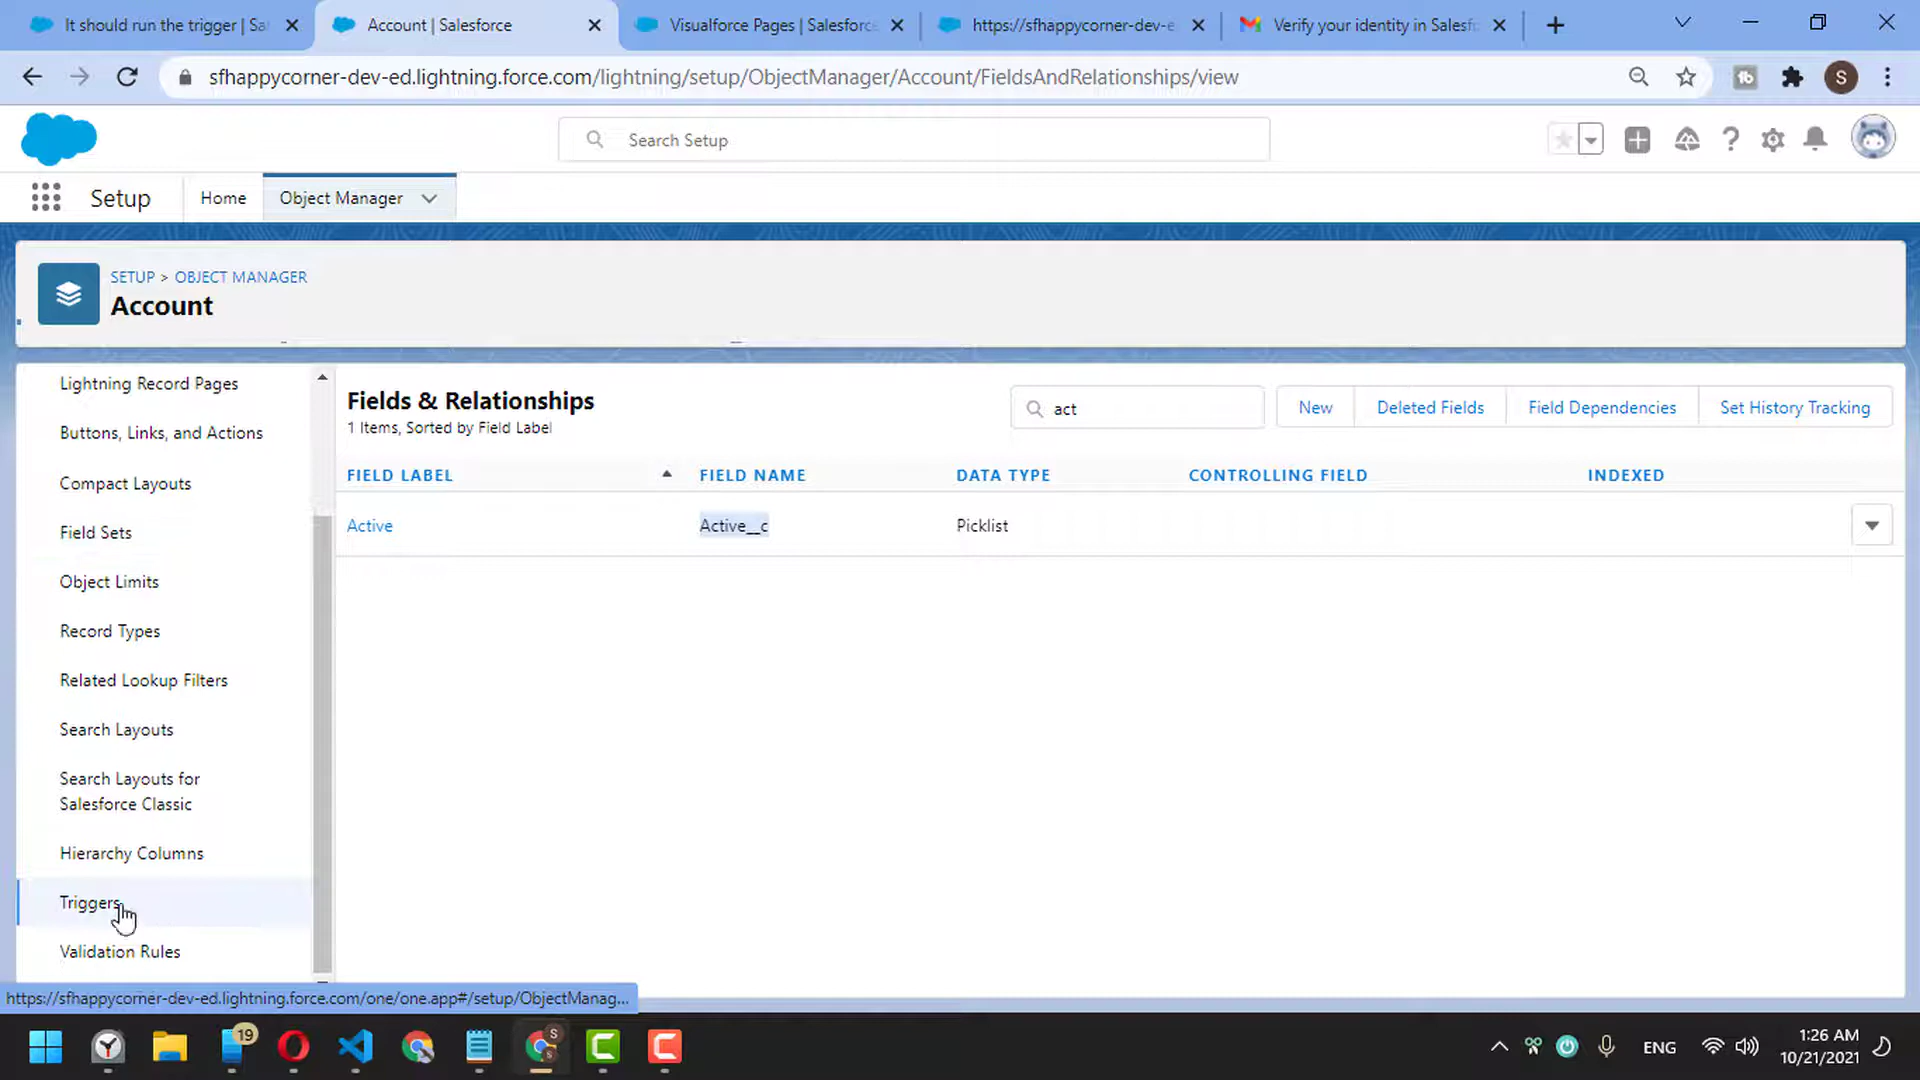 It should run the trigger | Sa
Account | Salesforce
Visualforce Pages | Salesforce
https://sfhappycorner-dev-e
Verify your identity in Salesf
sfhappycorner-dev-ed.lightning.force.com/lightning/setup/ObjectManager/Account/FieldsAndRelationships/view
S
Search Setup
Setup
Home
Object Manager
SETUP > OBJECT MANAGER
Account
Lightning Record Pages
Buttons, Links, and Actions
Compact Layouts
Field Sets
Object Limits
Record Types
Related Lookup Filters
Search Layouts
Search Layouts for
Salesforce Classic
Hierarchy Columns
Triggers
Validation Rules
Fields & Relationships
1 Items, Sorted by Field Label
act
New
Deleted Fields
Field Dependencies
Set History Tracking
FIELD LABEL
FIELD NAME
DATA TYPE
CONTROLLING FIELD
INDEXED
Active
Active__c
Picklist
https://sfhappycorner-dev-ed.lightning.force.com/one/one.app#/setup/ObjectManag...
19
S
ENG
1:26 AM
10/21/2021